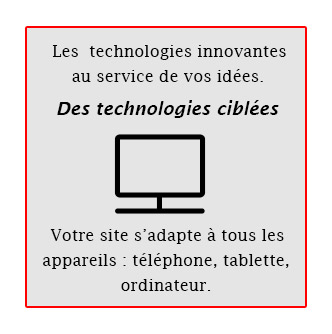 Les technologies innovantes
au service de vos idées.
Des technologies ciblées
Votre site s’adapte à tous les
appareils : téléphone, tablette,
ordinateur.